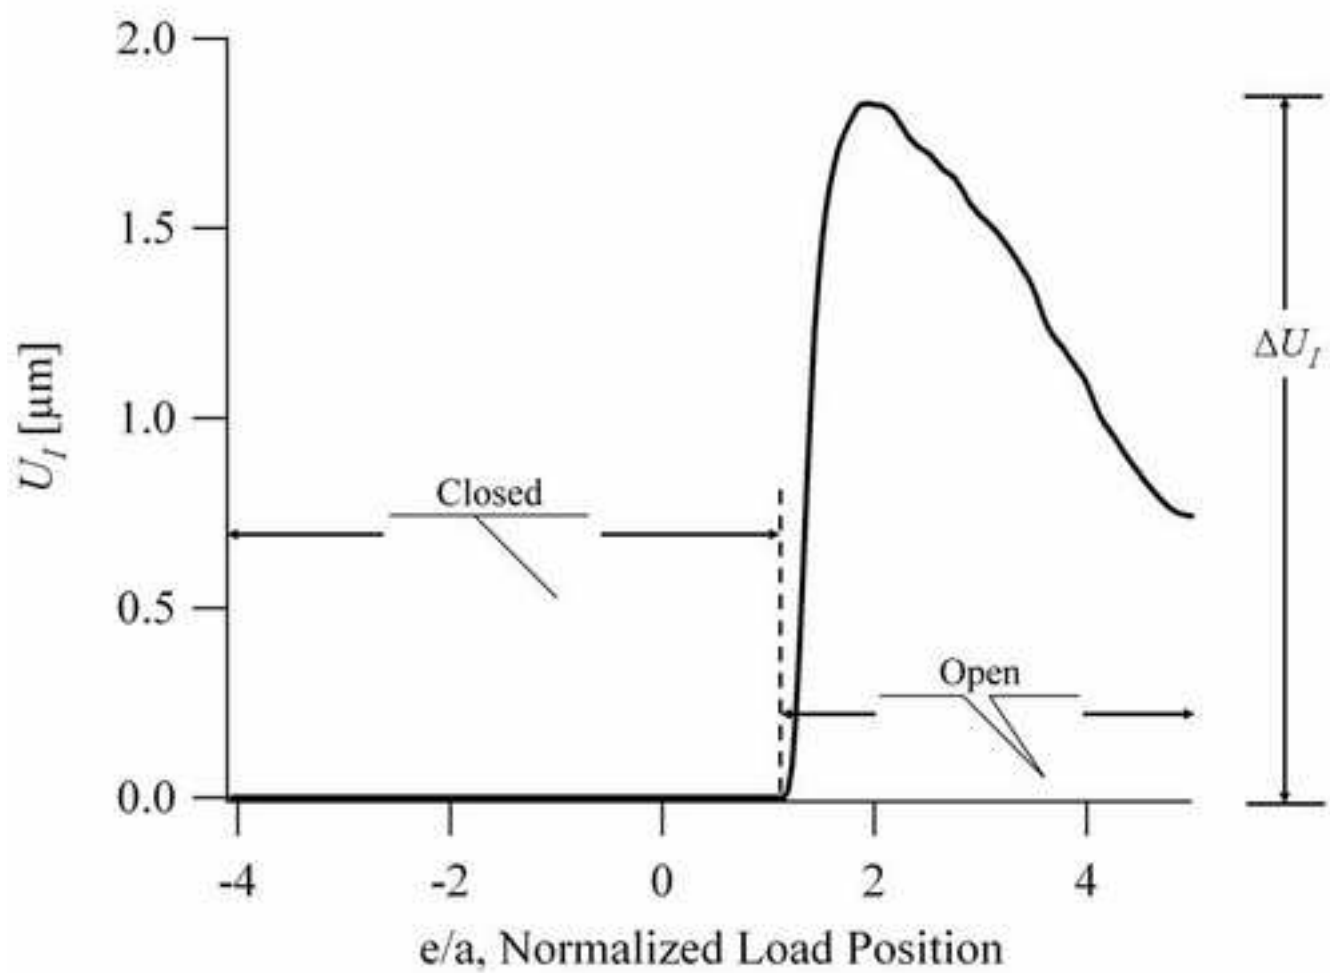 2.0
1.5
1.0
0.5
0.0
U_I [µm]
Closed
Open
ΔU_I
-4 -2 0 2 4
e/a, Normalized Load Position